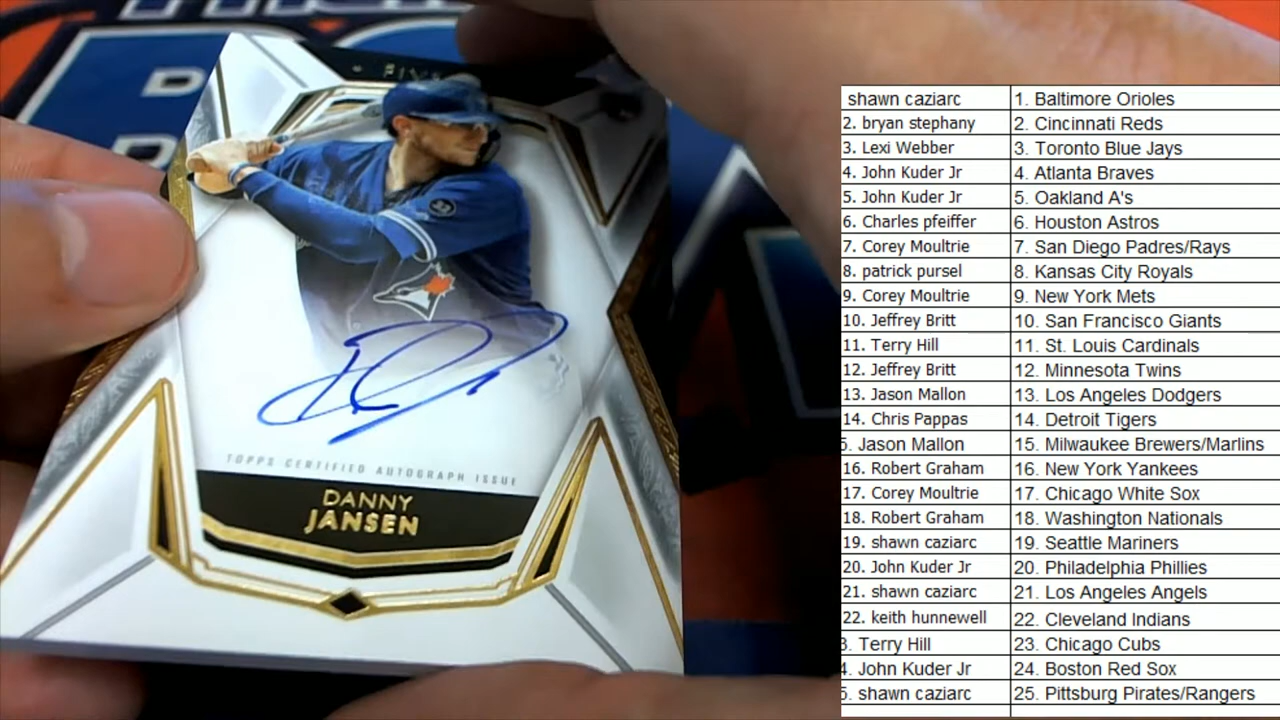 FIVE
TOPPS CERTIFIED AUTOGRAPH ISSUE
DANNY
JANSEN
shawn caziarc 1. Baltimore Orioles
2. bryan stephany 2. Cincinnati Reds
3. Lexi Webber 3. Toronto Blue Jays
4. John Kuder Jr 4. Atlanta Braves
5. John Kuder Jr 5. Oakland A's
6. Charles pfeiffer 6. Houston Astros
7. Corey Moultrie 7. San Diego Padres/Rays
8. patrick pursel 8. Kansas City Royals
9. Corey Moultrie 9. New York Mets
10. Jeffrey Britt 10. San Francisco Giants
11. Terry Hill 11. St. Louis Cardinals
12. Jeffrey Britt 12. Minnesota Twins
13. Jason Mallon 13. Los Angeles Dodgers
14. Chris Pappas 14. Detroit Tigers
5. Jason Mallon 15. Milwaukee Brewers/Marlins
16. Robert Graham 16. New York Yankees
17. Corey Moultrie 17. Chicago White Sox
18. Robert Graham 18. Washington Nationals
19. shawn caziarc 19. Seattle Mariners
20. John Kuder Jr 20. Philadelphia Phillies
21. shawn caziarc 21. Los Angeles Angels
22. keith hunnewell 22. Cleveland Indians
3. Terry Hill 23. Chicago Cubs
4. John Kuder Jr 24. Boston Red Sox
5. shawn caziarc 25. Pittsburg Pirates/Rangers